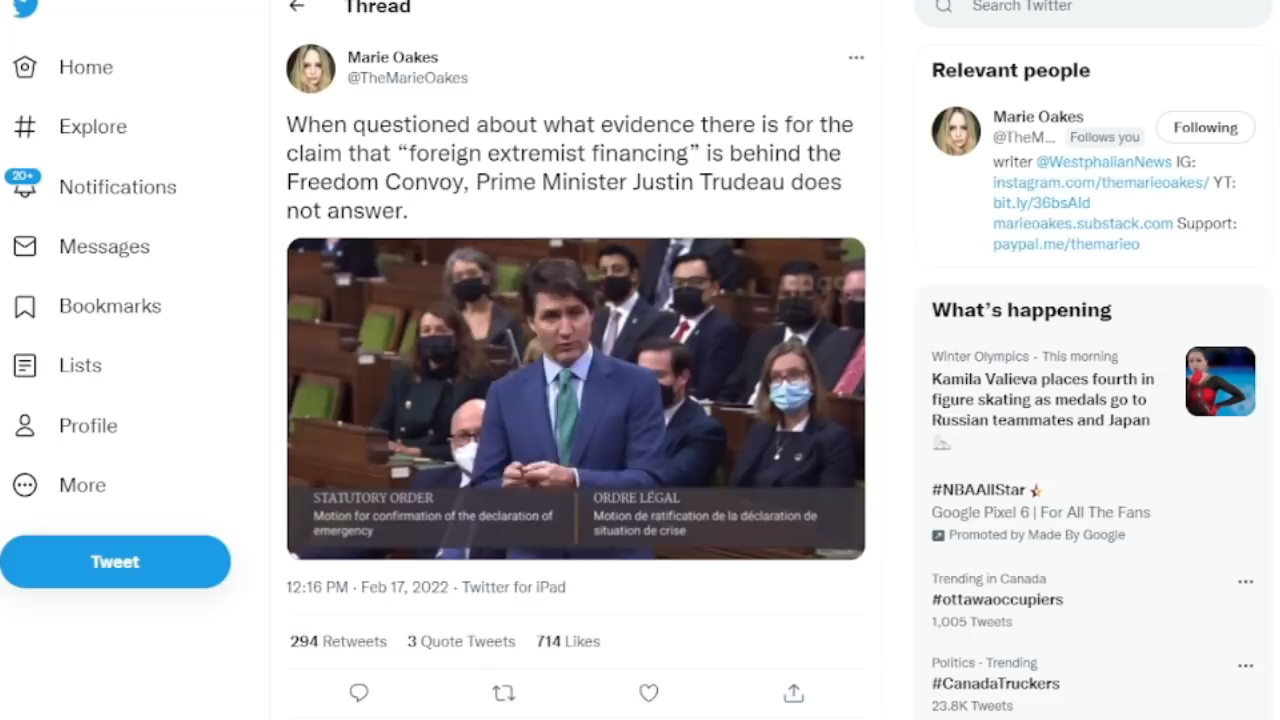 Thread
Search Twitter
Home
Explore
20+
Notifications
Messages
Bookmarks
Lists
Profile
More
Tweet
Marie Oakes
@TheMarieOakes
When questioned about what evidence there is for the
claim that “foreign extremist financing” is behind the
Freedom Convoy, Prime Minister Justin Trudeau does
not answer.
STATUTORY ORDER
Motion for confirmation of the declaration of
emergency
ORDRE LÉGAL
Motion de ratification de la déclaration de
situation de crise
12:16 PM · Feb 17, 2022 · Twitter for iPad
294 Retweets 3 Quote Tweets 714 Likes
Relevant people
Marie Oakes
@TheM... Follows you
Following
writer @WestphalianNews IG:
instagram.com/themarieoakes/ YT:
bit.ly/36bsAld
marieoakes.substack.com Support:
paypal.me/themarieo
What’s happening
Winter Olympics · This morning
Kamila Valieva places fourth in
figure skating as medals go to
Russian teammates and Japan
#NBAAllStar
Google Pixel 6 | For All The Fans
Promoted by Made By Google
Trending in Canada
#ottawaoccupiers
1,005 Tweets
Politics · Trending
#CanadaTruckers
23.8K Tweets